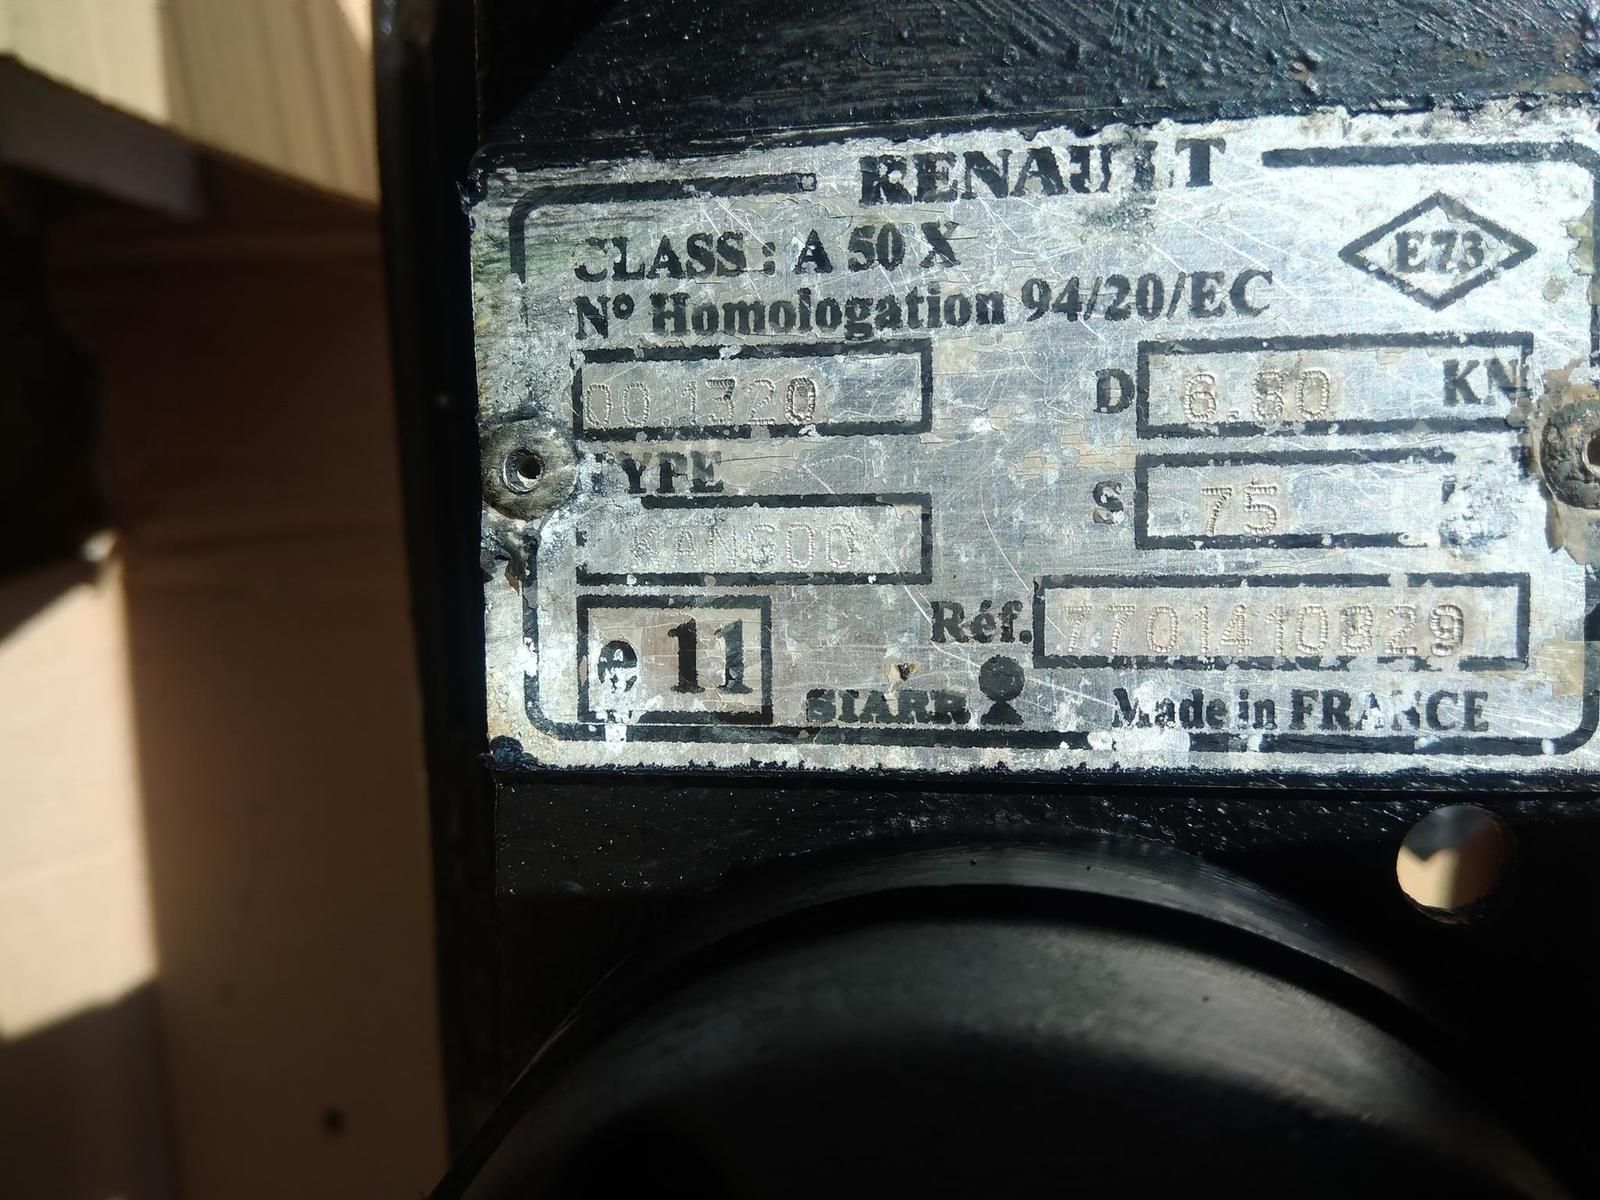 RENAULT
CLASS : A 50 X
E73
N° Homologation 94/20/EC
00.1320
D 6.80 KN
TYPE
S 75
KANGOO
Réf. 7701410829
e 11
SIARR
Made in FRANCE